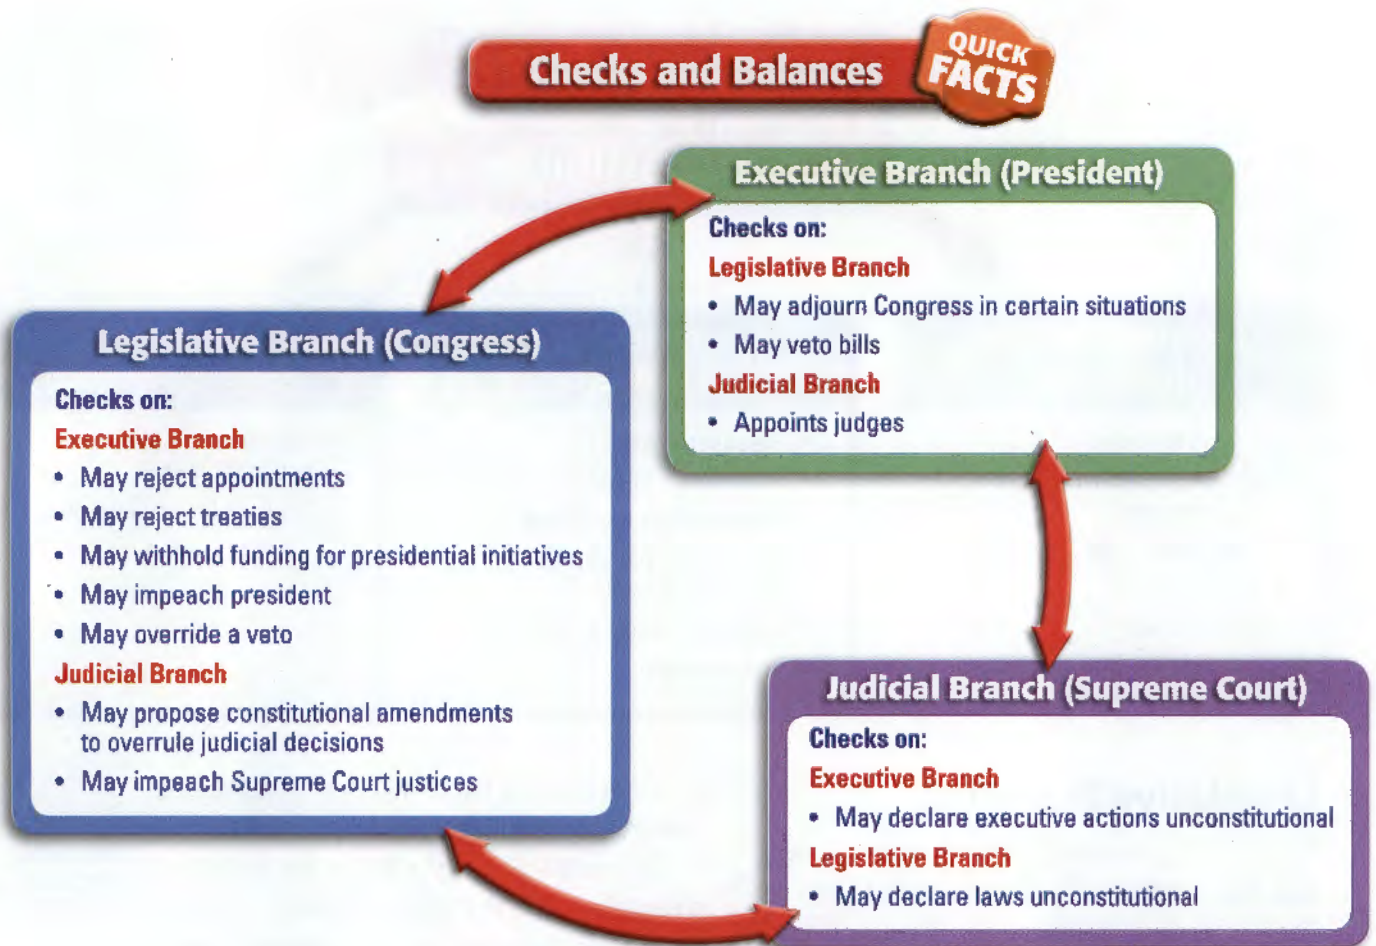 Checks and Balances
QUICK
FACTS
Executive Branch (President)
Checks on:
Legislative Branch
• May adjourn Congress in certain situations
• May veto bills
Judicial Branch
• Appoints judges
Legislative Branch (Congress)
Checks on:
Executive Branch
• May reject appointments
• May reject treaties
• May withhold funding for presidential initiatives
• May impeach president
• May override a veto
Judicial Branch
• May propose constitutional amendments
to overrule judicial decisions
• May impeach Supreme Court justices
Judicial Branch (Supreme Court)
Checks on:
Executive Branch
• May declare executive actions unconstitutional
Legislative Branch
• May declare laws unconstitutional